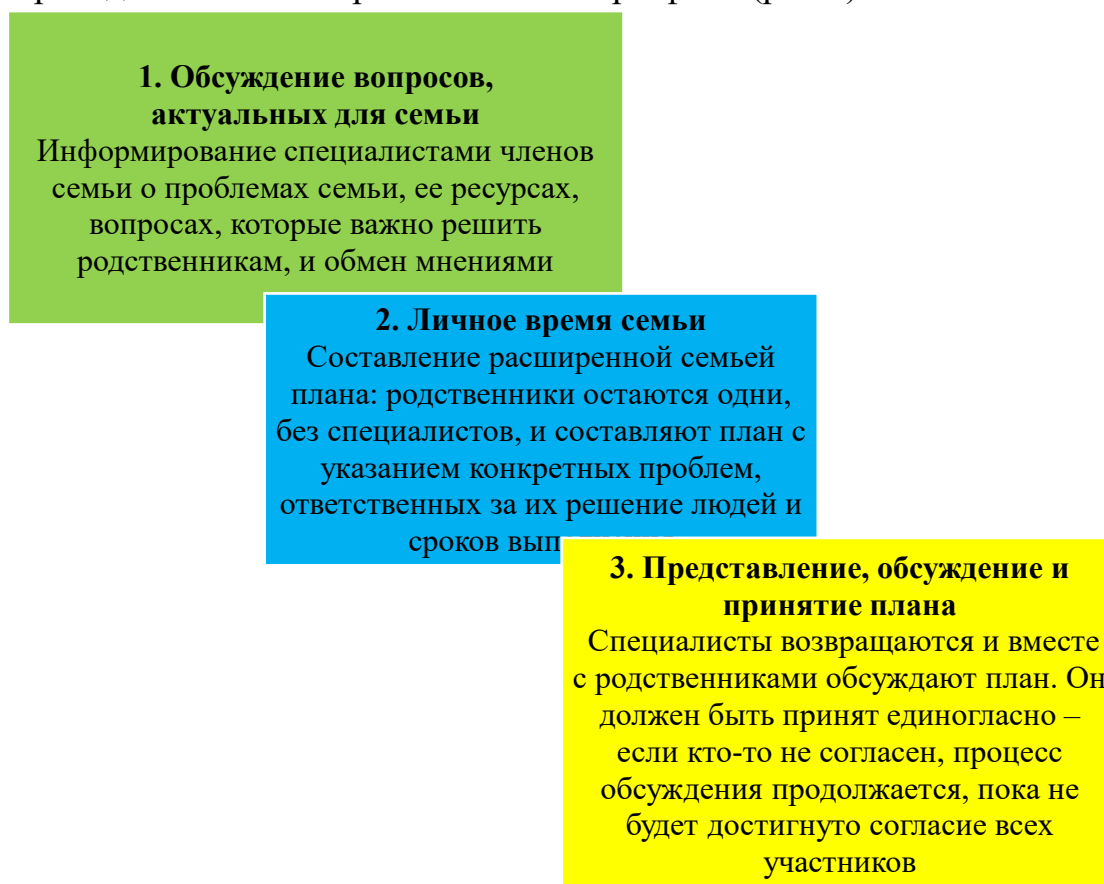 1. Обсуждение вопросов,
актуальных для семьи
Информирование специалистами членов
семьи о проблемах семьи, ее ресурсах,
вопросах, которые важно решить
родственникам, и обмен мнениями
2. Личное время семьи
Составление расширенной семьей
плана: родственники остаются одни,
без специалистов, и составляют план с
указанием конкретных проблем,
ответственных за их решение людей и
сроков
3. Представление, обсуждение и
принятие плана
Специалисты возвращаются и вместе
с родственниками обсуждают план. Он
должен быть принят единогласно –
если кто-то не согласен, процесс
обсуждения продолжается, пока не
будет достигнуто согласие всех
участников